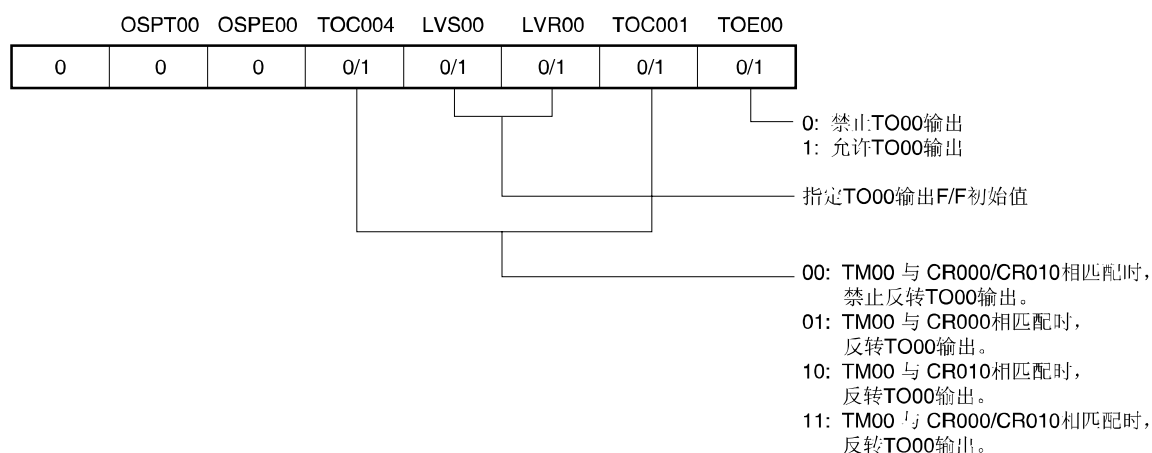 OSPT00 OSPE00 TOC004 LVS00 LVR00 TOC001 TOE00
0 0 0 0/1 0/1 0/1 0/1 0/1
0: 禁止TO00输出
1: 允许TO00输出
指定TO00输出F/F初始值
00: TM00 与 CR000/CR010相匹配时，
禁止反转TO00输出。
01: TM00 与 CR000相匹配时，
反转TO00输出。
10: TM00 与 CR010相匹配时，
反转TO00输出。
11: TM00 与 CR000/CR010相匹配时，
反转TO00输出。